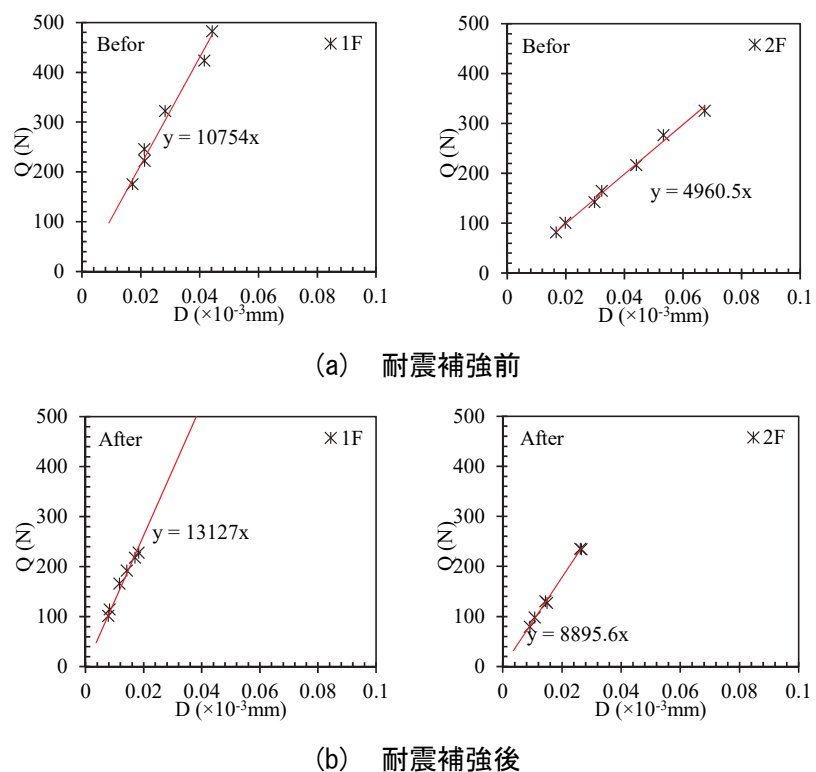 500
400
300
200
100
0
Q (N)
Befor
1F
y = 10754x
0 0.02 0.04 0.06 0.08 0.1
D (×10-3mm)
500
400
300
200
100
0
Q (N)
Befor
2F
y = 4960.5x
0 0.02 0.04 0.06 0.08 0.1
D (×10-3mm)
(a) 耐震補強前
500
400
300
200
100
0
Q (N)
After
1F
y = 13127x
0 0.02 0.04 0.06 0.08 0.1
D (×10-3mm)
500
400
300
200
100
0
Q (N)
After
2F
y = 8895.6x
0 0.02 0.04 0.06 0.08 0.1
D (×10-3mm)
(b) 耐震補強後